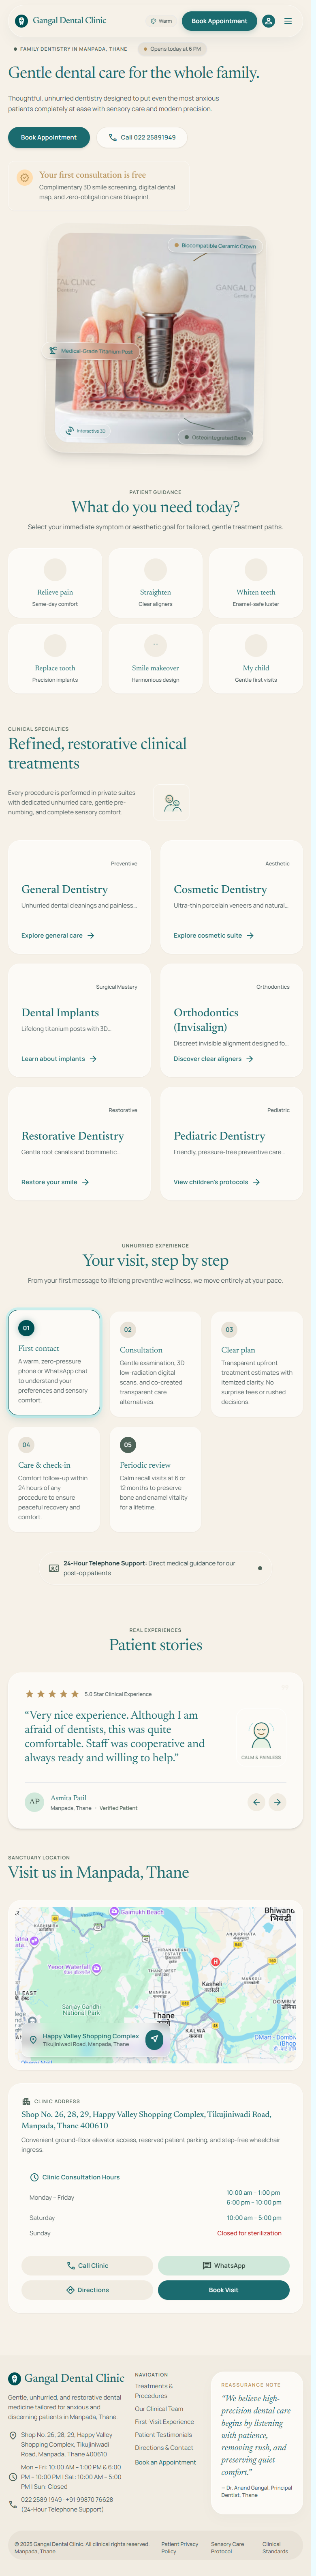 Gangal Dental Clinic
Warm
Book Appointment
FAMILY DENTISTRY IN MANPADA, THANE
Opens today at 6 PM
Gentle dental care for the whole family.
Thoughtful, unhurried dentistry designed to put even the most anxious
patients completely at ease with sensory care and modern precision.
Book Appointment
Call 022 25891949
Your first consultation is free
Complimentary 3D smile screening, digital dental
map, and zero-obligation care blueprint.
Biocompatible Ceramic Crown
Medical-Grade Titanium Post
Interactive 3D
Osseointegrated Base
PATIENT GUIDANCE
What do you need today?
Select your immediate symptom or aesthetic goal for tailored, gentle treatment paths.
Relieve pain
Same-day comfort
Straighten
Clear aligners
Whiten teeth
Enamel-safe luster
Replace tooth
Precision implants
Smile makeover
Harmonious design
My child
Gentle first visits
CLINICAL SPECIALTIES
Refined, restorative clinical
treatments
Every procedure is performed in private suites
with dedicated unhurried care, gentle pre-
numbing, and complete sensory comfort.
Preventive
General Dentistry
Unhurried dental cleanings and painless...
Explore general care
Aesthetic
Cosmetic Dentistry
Ultra-thin porcelain veneers and natural...
Explore cosmetic suite
Surgical Mastery
Dental Implants
Lifelong titanium posts with 3D...
Learn about implants
Orthodontics
Orthodontics
(Invisalign)
Discreet invisible alignment designed fo...
Discover clear aligners
Restorative
Restorative Dentistry
Gentle root canals and biomimetic...
Restore your smile
Pediatric
Pediatric Dentistry
Friendly, pressure-free preventive care...
View children's protocols
UNHURRIED EXPERIENCE
Your visit, step by step
From your first message to lifelong preventive wellness, we move entirely at your pace.
01
First contact
A warm, zero-pressure
phone or WhatsApp chat
to understand your
preferences and sensory
comfort.
02
Consultation
Gentle examination, 3D
low-radiation digital
scans, and co-created
transparent care
alternatives.
03
Clear plan
Transparent upfront
treatment estimates with
itemized clarity. No
surprise fees or rushed
decisions.
04
Care & check-in
Comfort follow-up within
24 hours of any
procedure to ensure
peaceful recovery and
comfort.
05
Periodic review
Calm recall visits at 6 or
12 months to preserve
bone and enamel vitality
for a lifetime.
24-Hour Telephone Support: Direct medical guidance for our
post-op patients
REAL EXPERIENCES
Patient stories
5.0 Star Clinical Experience
“Very nice experience. Although I am
afraid of dentists, this was quite
comfortable. Staff was cooperative and
always ready and willing to help.”
CALM & PAINLESS
AP
Asmita Patil
Manpada, Thane · Verified Patient
SANCTUARY LOCATION
Visit us in Manpada, Thane
Gaimukh Beach
Bhiwandi
भिवंडी
Yeoor Waterfall
Sanjay Gandhi
National Park
Thane
Kasheli
काशेली
KALWA
DOMBIV
Happy Valley Shopping Complex
Tikujiniwadi Road, Manpada, Thane
CLINIC ADDRESS
Shop No. 26, 28, 29, Happy Valley Shopping Complex, Tikujiniwadi Road,
Manpada, Thane 400610
Convenient ground-floor elevator access, reserved patient parking, and step-free wheelchair
ingress.
Clinic Consultation Hours
Monday – Friday
10:00 am – 1:00 pm
6:00 pm – 10:00 pm
Saturday
10:00 am – 5:00 pm
Sunday
Closed for sterilization
Call Clinic
WhatsApp
Directions
Book Visit
Gangal Dental Clinic
Gentle, unhurried, and restorative dental
medicine tailored for anxious and
discerning patients in Manpada, Thane.
Shop No. 26, 28, 29, Happy Valley
Shopping Complex, Tikujiniwadi
Road, Manpada, Thane 400610
Mon – Fri: 10:00 AM – 1:00 PM & 6:00
PM – 10:00 PM | Sat: 10:00 AM – 5:00
PM | Sun: Closed
022 2589 1949 · +91 99870 76628
(24-Hour Telephone Support)
NAVIGATION
Treatments &
Procedures
Our Clinical Team
First-Visit Experience
Patient Testimonials
Directions & Contact
Book an Appointment
REASSURANCE NOTE
“We believe high-
precision dental care
begins by listening
with patience,
removing rush, and
preserving quiet
comfort.”
— Dr. Anand Gangal, Principal
Dentist, Thane
© 2025 Gangal Dental Clinic. All clinical rights reserved.
Manpada, Thane.
Patient Privacy
Policy
Sensory Care
Protocol
Clinical
Standards